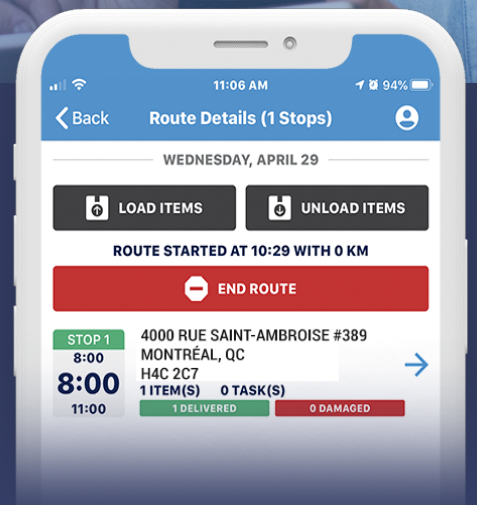 11:06 AM
94%
Back
Route Details (1 Stops)
WEDNESDAY, APRIL 29
LOAD ITEMS
UNLOAD ITEMS
ROUTE STARTED AT 10:29 WITH 0 KM
END ROUTE
STOP 1
8:00
8:00
11:00
4000 RUE SAINT-AMBROISE #389
MONTRÉAL, QC
H4C 2C7
1 ITEM(S) 0 TASK(S)
1 DELIVERED
0 DAMAGED